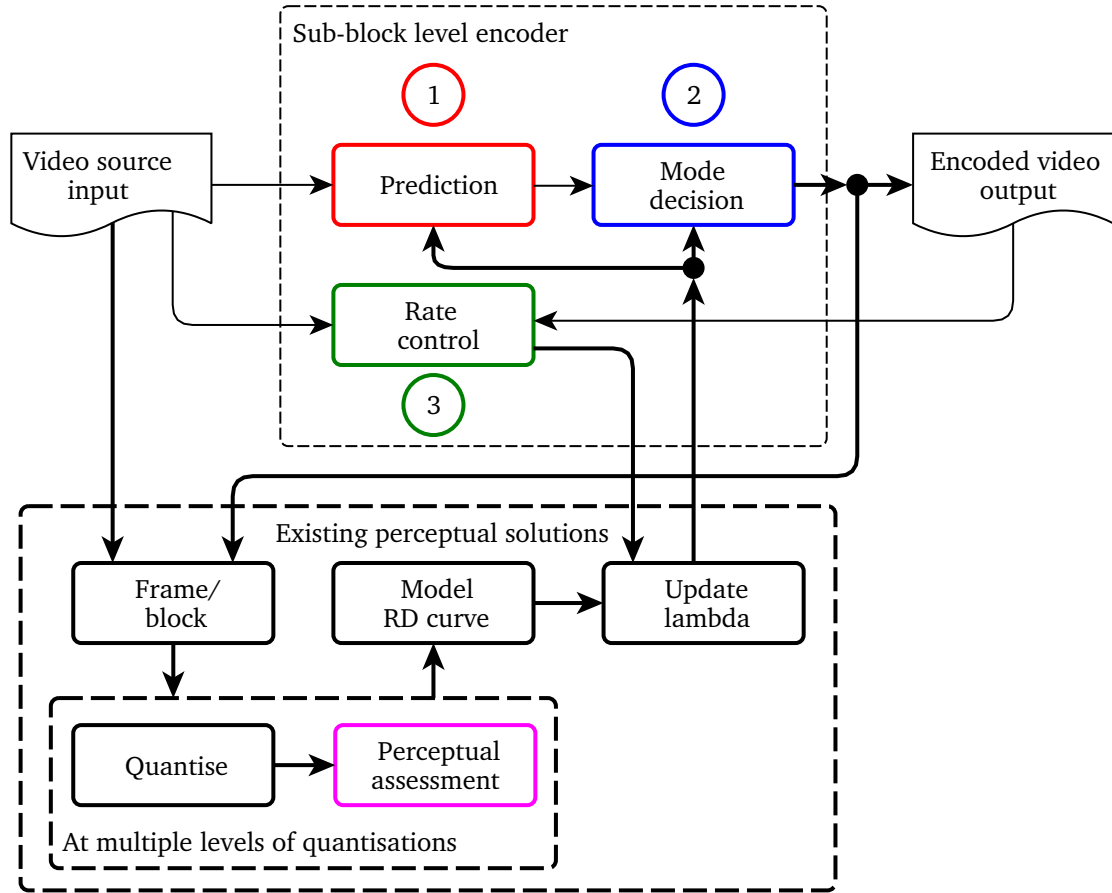 Sub-block level encoder
1
2
Video source
input
Prediction
Mode
decision
Encoded video
output
Rate
control
3
Existing perceptual solutions
Frame/
block
Model
RD curve
Update
lambda
Quantise
Perceptual
assessment
At multiple levels of quantisations